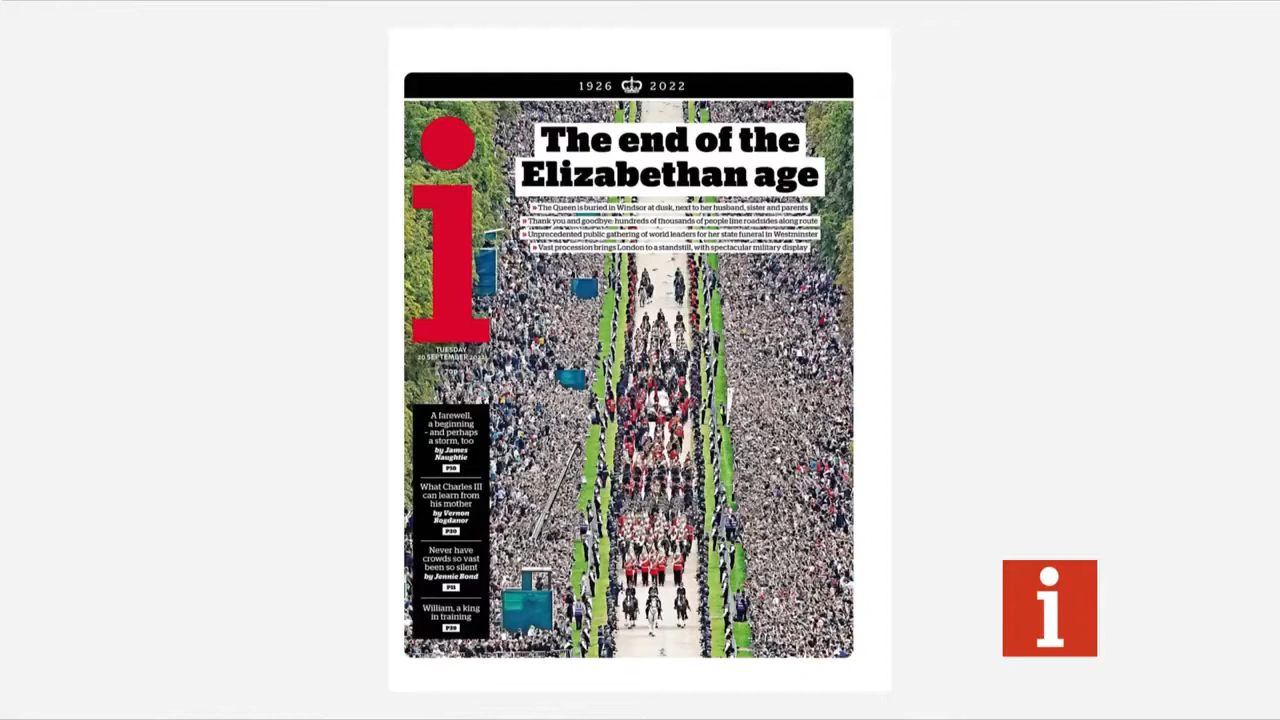 1926 2022
i
The end of the
Elizabethan age
» The Queen is buried in Windsor at dusk, next to her husband, sister and parents
» Thank you and goodbye: hundreds of thousands of people line roadsides along route
» Unprecedented public gathering of world leaders for her state funeral in Westminster
» Vast procession brings London to a standstill, with spectacular military display
TUESDAY
20 SEPTEMBER 2022
A farewell,
a beginning
– and perhaps
a storm, too
by James
Naughtie
P10
What Charles III
can learn from
his mother
by Vernon
Bogdanor
Never have
crowds so vast
been so silent
by Jennie Bond
William, a king
in training
i